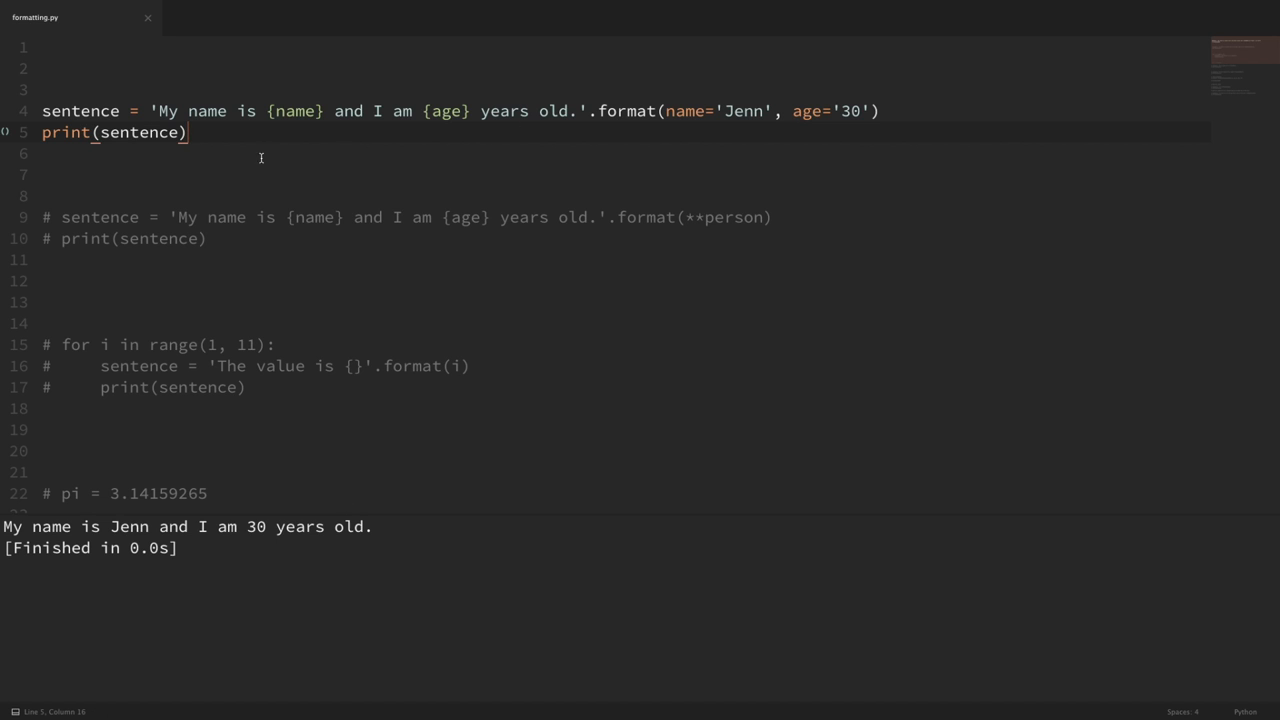 formatting.py
1
2
3
4 sentence = 'My name is {name} and I am {age} years old.'.format(name='Jenn', age='30')
() 5 print(sentence)
6
7
8
9 # sentence = 'My name is {name} and I am {age} years old.'.format(**person)
10 # print(sentence)
11
12
13
14
15 # for i in range(1, 11):
16 #     sentence = 'The value is {}'.format(i)
17 #     print(sentence)
18
19
20
21
22 # pi = 3.14159265
My name is Jenn and I am 30 years old.
[Finished in 0.0s]
Line 5, Column 16
Spaces: 4
Python